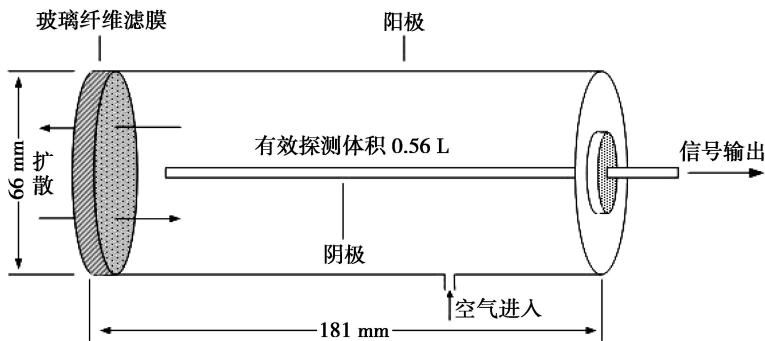 玻璃纤维滤膜
阳极
有效探测体积 0.56 L
信号输出
扩散
66 mm
阴极
空气进入
181 mm